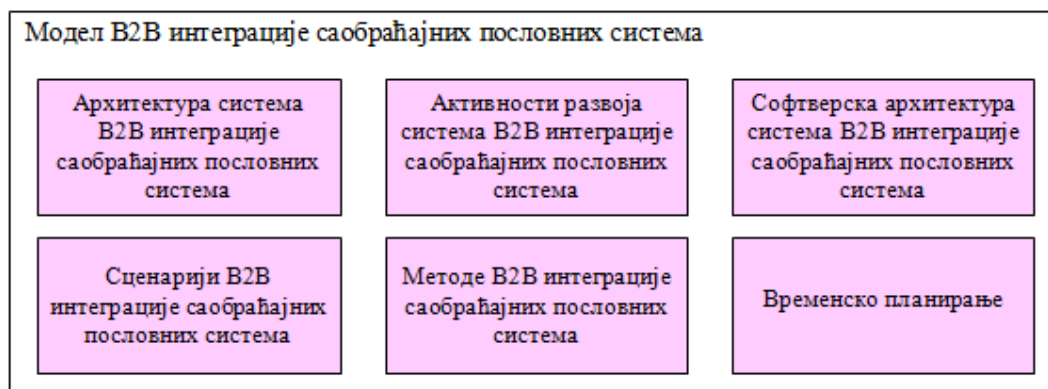 Модел B2B интеграције саобраћајних пословних система
Архитектура система
B2B интеграције
саобраћајних пословних
система
Активности развоја
система B2B интеграције
саобраћајних пословних
система
Софтверска архитектура
система B2B интеграције
саобраћајних пословних
система
Сценарији B2B
интеграције саобраћајних
пословних система
Методе B2B интеграције
саобраћајних пословних
система
Временско планирање